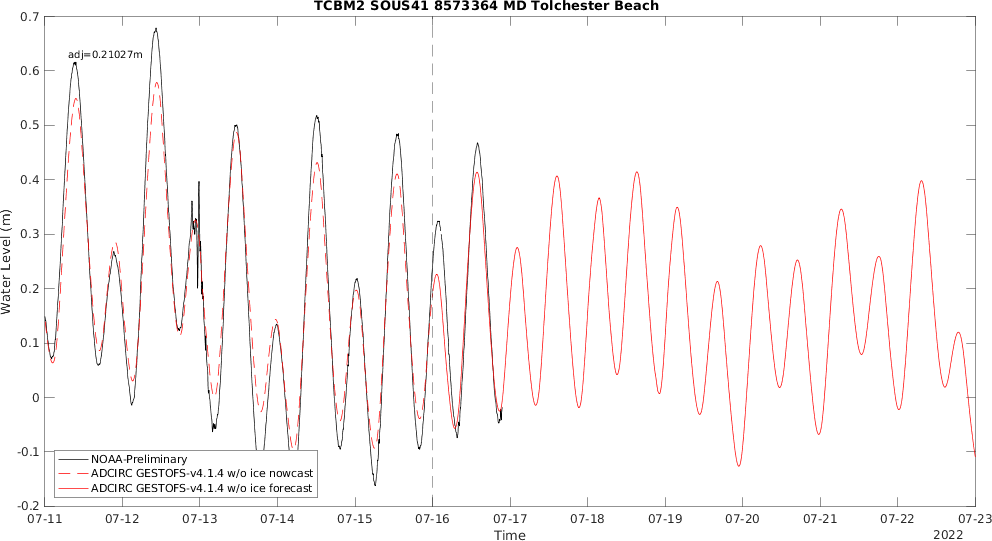 TCBM2 SOUS41 8573364 MD Tolchester Beach
0.7
adj=0.21027m
0.6
0.5
0.4
0.3
0.2
0.1
0
-0.1
-0.2
Water Level (m)
NOAA-Preliminary
ADCIRC GESTOFS-v4.1.4 w/o ice nowcast
ADCIRC GESTOFS-v4.1.4 w/o ice forecast
07-11 07-12 07-13 07-14 07-15 07-16 07-17 07-18 07-19 07-20 07-21 07-22 07-23
Time
2022